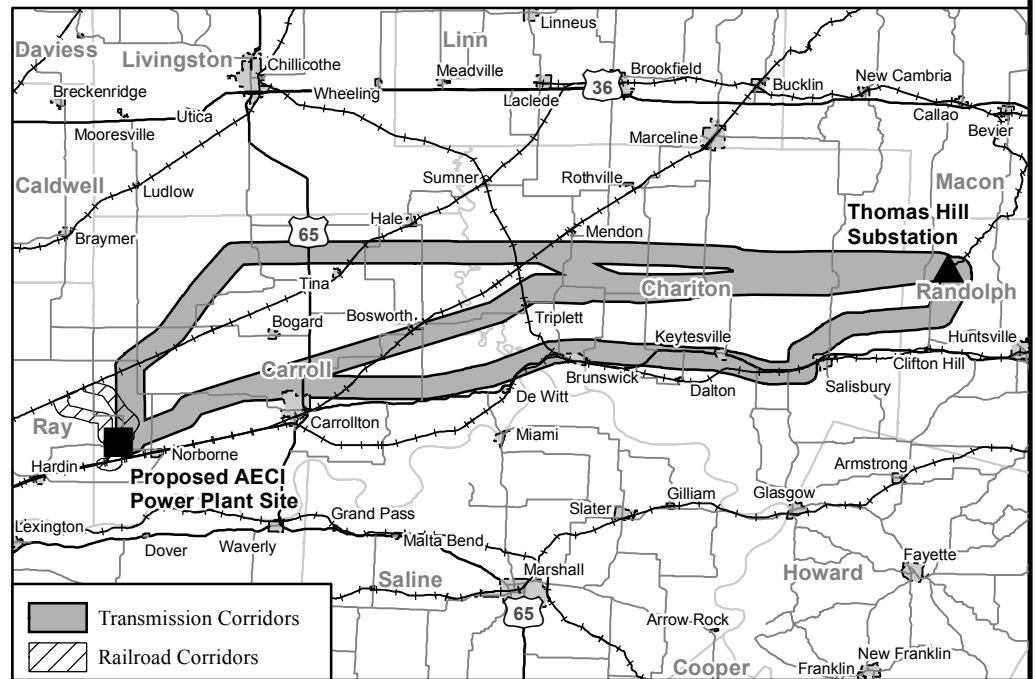 Linneus
Daviess
Livingston
Linn
Chillicothe
Meadville
Brookfield
36
Bucklin
New Cambria
Breckenridge
Wheeling
Laclede
Mooresville
Utica
Callao
Bevier
Marceline
Caldwell
Ludlow
Sumner
Rothville
Macon
Hale
Thomas Hill
Substation
65
Braymer
Mendon
Tina
Chariton
Randolph
Bosworth
Triplett
Bogard
Keytesville
Huntsville
Carroll
Brunswick
Dalton
Salisbury
Clifton Hill
De Witt
Ray
Carrollton
Miami
Hardin
Norborne
Proposed AECI
Power Plant Site
Armstrong
Gilliam
Glasgow
Slater
Lexington
Grand Pass
Dover
Waverly
Malta Bend
Fayette
Marshall
Howard
Saline
65
Arrow Rock
Transmission Corridors
Railroad Corridors
New Franklin
Franklin
Cooper